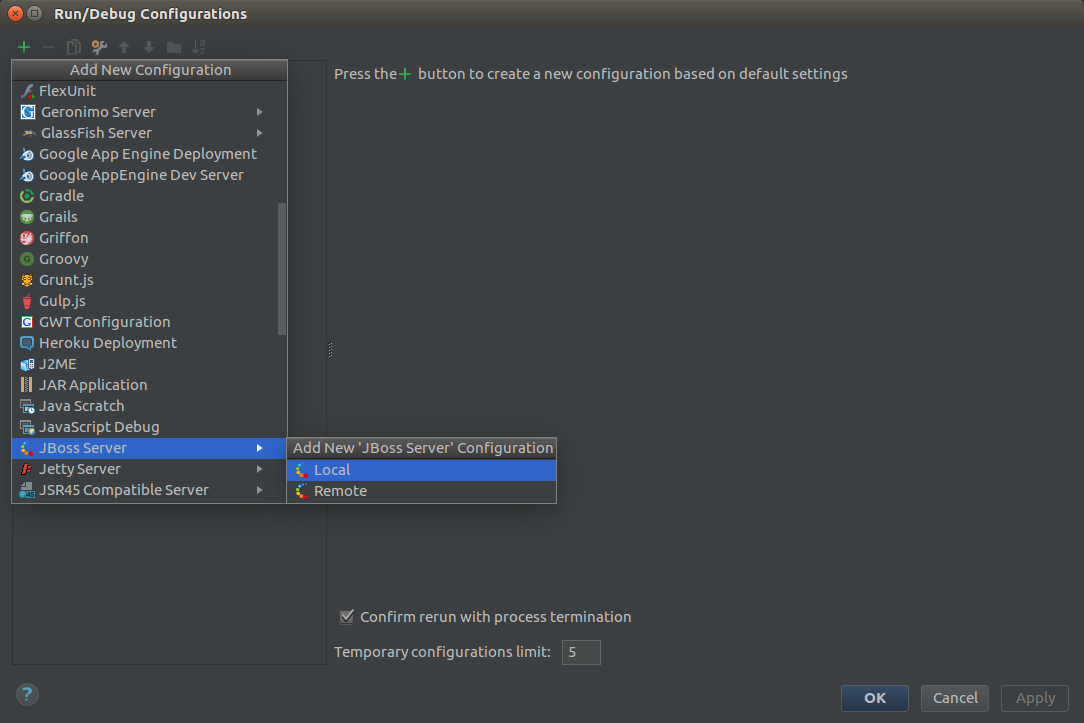 Run/Debug Configurations
Add New Configuration
Press the + button to create a new configuration based on default settings
FlexUnit
Geronimo Server
GlassFish Server
Google App Engine Deployment
Google AppEngine Dev Server
Gradle
Grails
Griffon
Groovy
Grunt.js
Gulp.js
GWT Configuration
Heroku Deployment
J2ME
JAR Application
Java Scratch
JavaScript Debug
JBoss Server
Jetty Server
JSR45 Compatible Server
Add New 'JBoss Server' Configuration
Local
Remote
Confirm rerun with process termination
Temporary configurations limit: 5
?
OK Cancel Apply